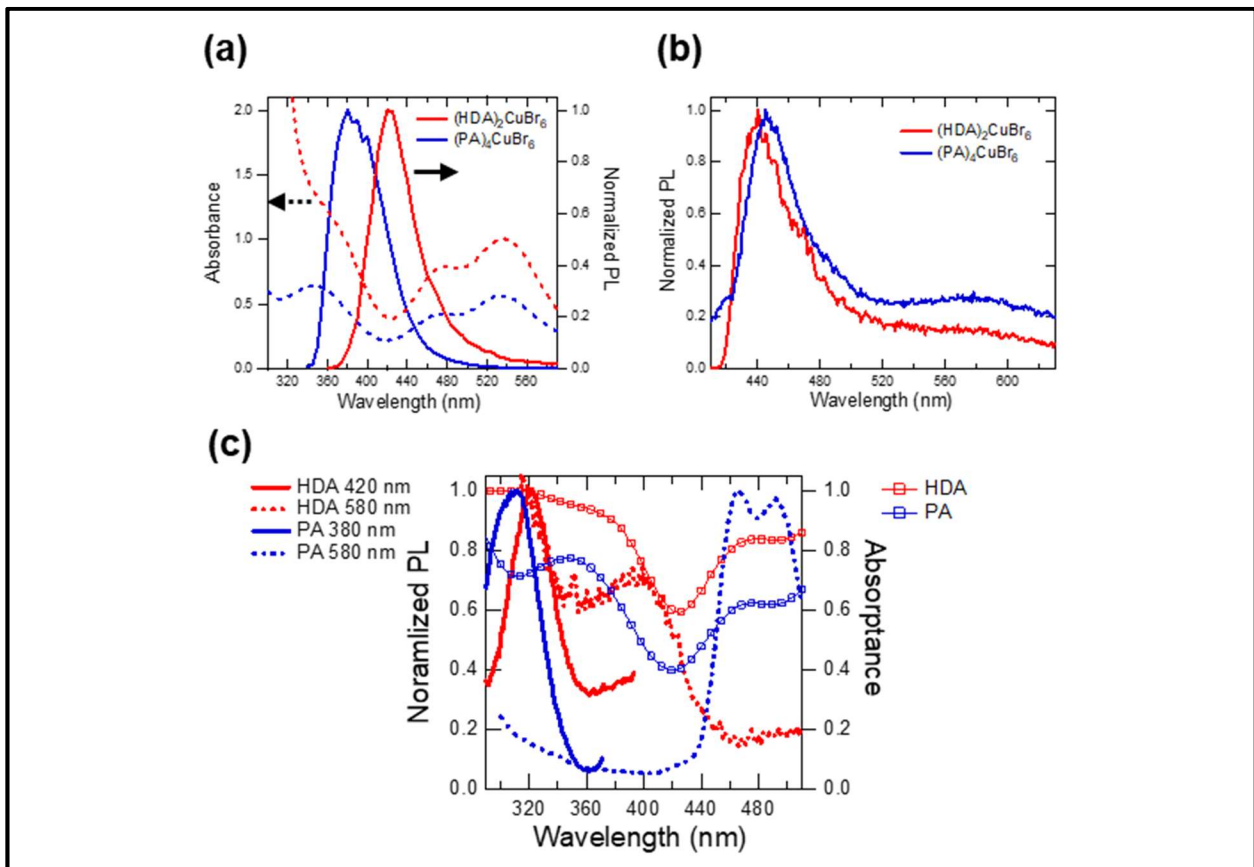 (a)
2.0
1.5
1.0
0.5
0.0
Absorbance
320 360 400 440 480 520 560
Wavelength (nm)
1.0
0.8
0.6
0.4
0.2
0.0
Normalized PL
(HDA)₂CuBr₆
(PA)₄CuBr₆
(b)
1.0
0.8
0.6
0.4
0.2
0.0
Normalized PL
440 480 520 560 600
Wavelength (nm)
(HDA)₂CuBr₆
(PA)₄CuBr₆
(c)
HDA 420 nm
HDA 580 nm
PA 380 nm
PA 580 nm
1.0
0.8
0.6
0.4
0.2
0.0
Noramlized PL
320 360 400 440 480
Wavelength (nm)
1.0
0.8
0.6
0.4
0.2
0.0
Absorptance
HDA
PA